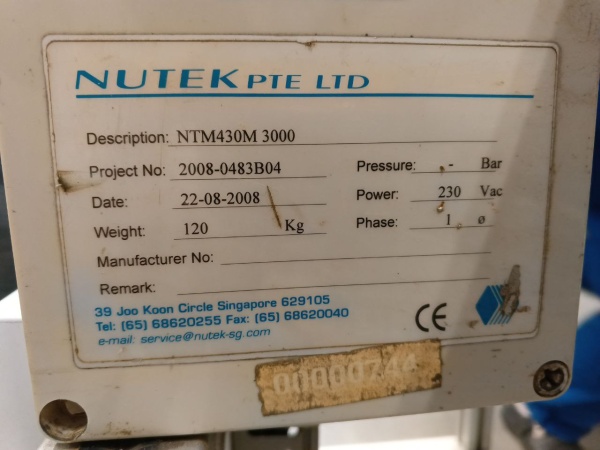 NUTEK PTE LTD
Description: NTM430M 3000
Project No: 2008-0483B04 Pressure: - Bar
Date: 22-08-2008 Power: 230 Vac
Weight: 120 Kg Phase: 1 ø
Manufacturer No:
Remark:
39 Joo Koon Circle Singapore 629105
Tel: (65) 68620255 Fax: (65) 68620040
e-mail: service@nutek-sg.com
CE